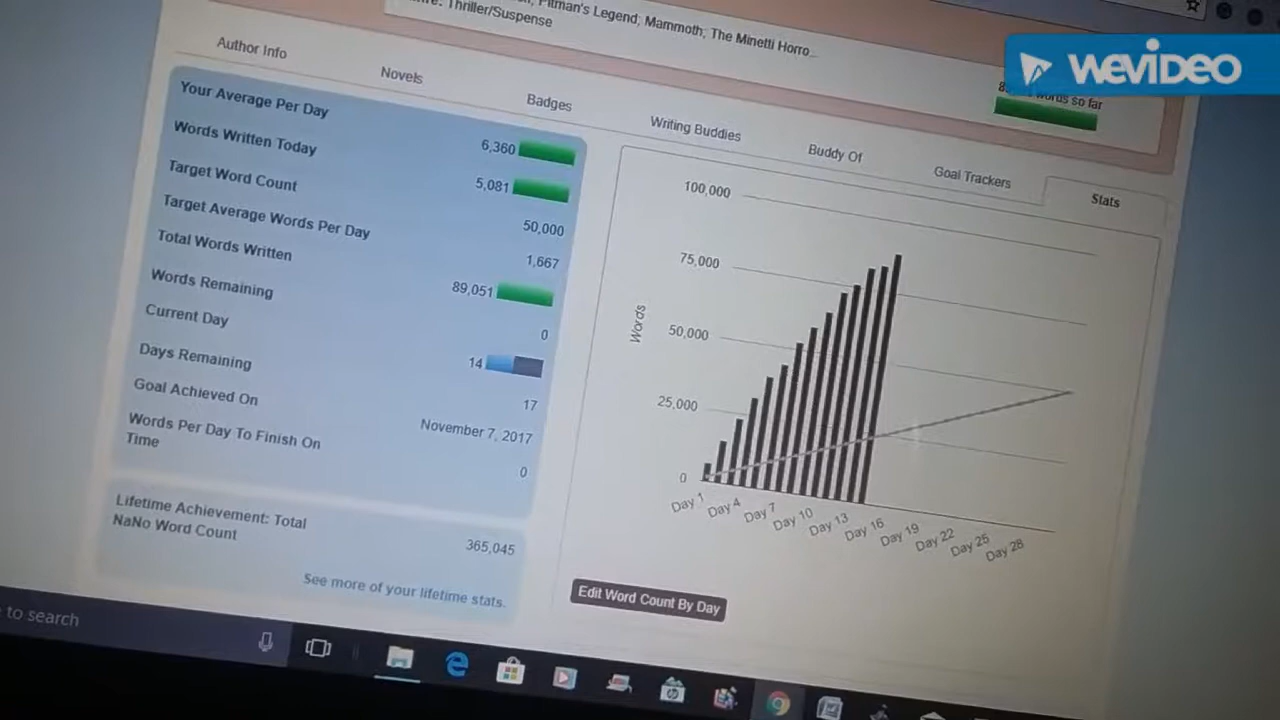 Pitman's Legend; Mammoth; The Minetti Horro...
Thriller/Suspense
WEVIDEO
words so far
Author Info
Novels
Badges
Writing Buddies
Buddy Of
Goal Trackers
Stats
Your Average Per Day 6,360
Words Written Today 5,081
Target Word Count 50,000
Target Average Words Per Day 1,667
Total Words Written 89,051
Words Remaining 0
Current Day 14
Days Remaining 17
Goal Achieved On November 7, 2017
Words Per Day To Finish On
Time 0
Lifetime Achievement: Total
NaNo Word Count 365,045
See more of your lifetime stats.
100,000
75,000
50,000
25,000
0
Words
Day 1 Day 4 Day 7 Day 10 Day 13 Day 16 Day 19 Day 22 Day 25 Day 28
Edit Word Count By Day
to search